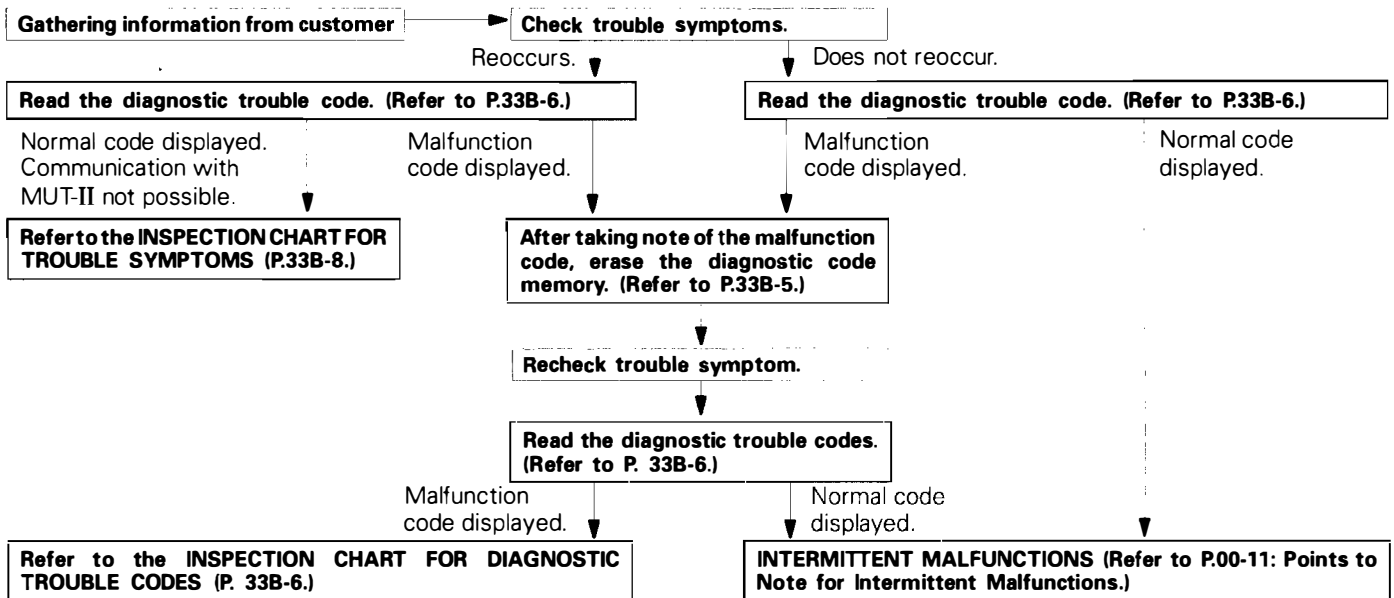 Gathering information from customer
Check trouble symptoms.
Reoccurs.
Does not reoccur.
Read the diagnostic trouble code. (Refer to P.33B-6.)
Read the diagnostic trouble code. (Refer to P.33B-6.)
Normal code displayed.
Communication with
MUT-II not possible.
Malfunction
code displayed.
Malfunction
code displayed.
Normal code
displayed.
Refer to the INSPECTION CHART FOR
TROUBLE SYMPTOMS (P.33B-8.)
After taking note of the malfunction
code, erase the diagnostic code
memory. (Refer to P.33B-5.)
Recheck trouble symptom.
Read the diagnostic trouble codes.
(Refer to P. 33B-6.)
Malfunction
code displayed.
Normal code
displayed.
Refer to the INSPECTION CHART FOR DIAGNOSTIC
TROUBLE CODES (P. 33B-6.)
INTERMITTENT MALFUNCTIONS (Refer to P.00-11: Points to
Note for Intermittent Malfunctions.)